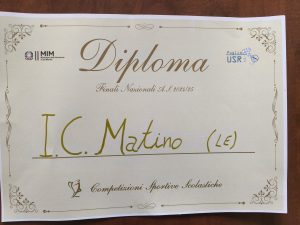 MIM
Diploma
USR
Finali Nazionali A.S. 2024/25
I.C. Matino (LE)
Competizioni Sportive Scolastiche